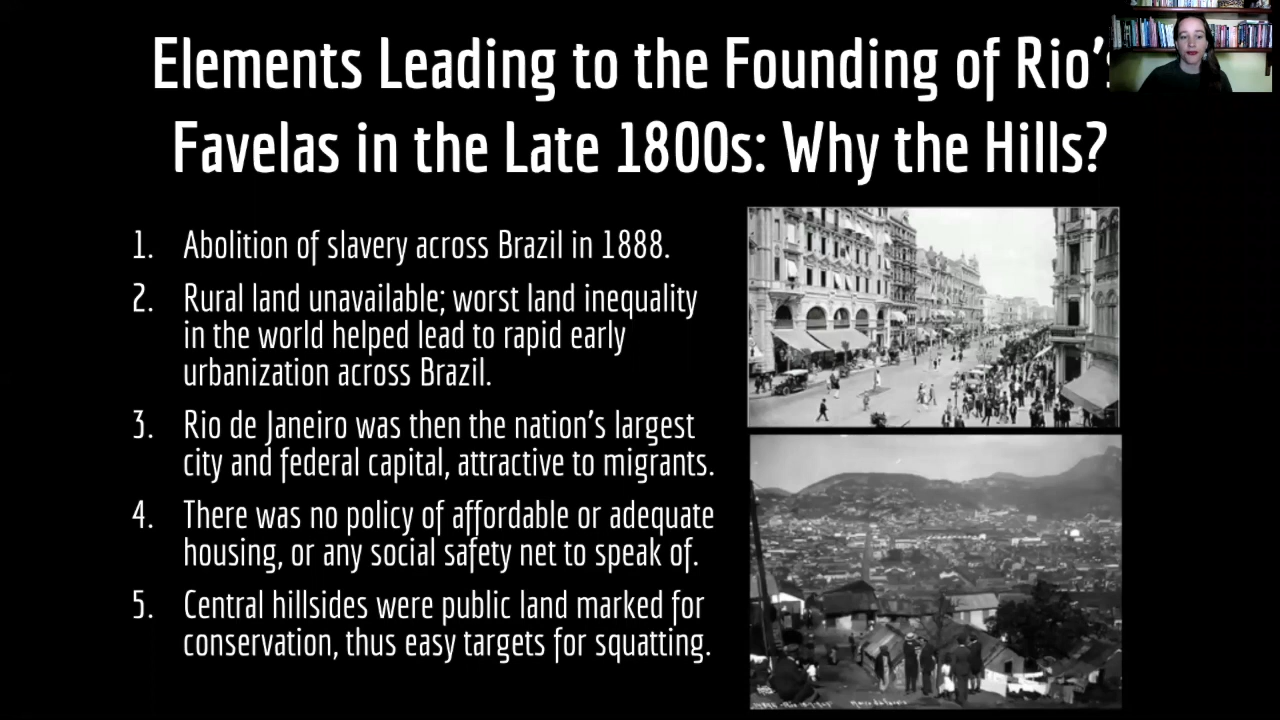 Elements Leading to the Founding of Rio'
Favelas in the Late 1800s: Why the Hills?
1. Abolition of slavery across Brazil in 1888.
2. Rural land unavailable; worst land inequality
in the world helped lead to rapid early
urbanization across Brazil.
3. Rio de Janeiro was then the nation's largest
city and federal capital, attractive to migrants.
4. There was no policy of affordable or adequate
housing, or any social safety net to speak of.
5. Central hillsides were public land marked for
conservation, thus easy targets for squatting.